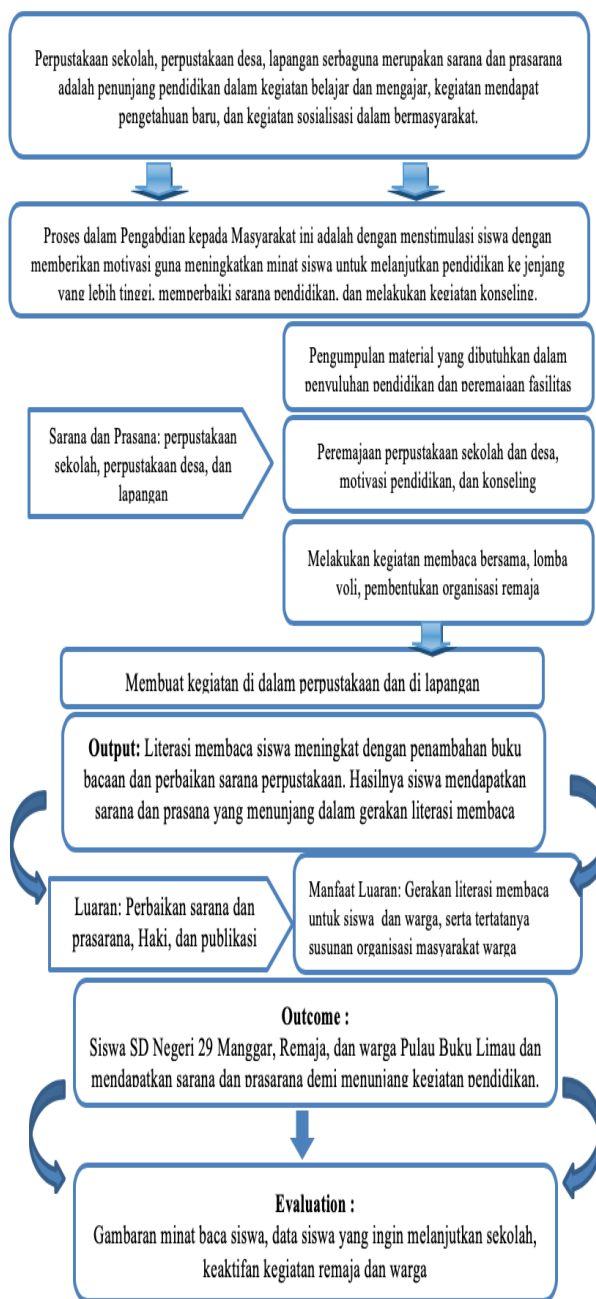 Perpustakaan sekolah, perpustakaan desa, lapangan serbaguna merupakan sarana dan prasarana
adalah penunjang pendidikan dalam kegiatan belajar dan mengajar, kegiatan mendapat
pengetahuan baru, dan kegiatan sosialisasi dalam bermasyarakat.
Proses dalam Pengabdian kepada Masyarakat ini adalah dengan menstimulasi siswa dengan
memberikan motivasi guna meningkatkan minat siswa untuk melanjutkan pendidikan ke jenjang
yang lebih tinggi, memperbaiki sarana pendidikan, dan melakukan kegiatan konseling.
Pengumpulan material yang dibutuhkan dalam
penyuluhan pendidikan dan peremajaan fasilitas
Sarana dan Prasana: perpustakaan
sekolah, perpustakaan desa, dan
lapangan
Peremajaan perpustakaan sekolah dan desa,
motivasi pendidikan, dan konseling
Melakukan kegiatan membaca bersama, lomba
voli, pembentukan organisasi remaja
Membuat kegiatan di dalam perpustakaan dan di lapangan
Output: Literasi membaca siswa meningkat dengan penambahan buku
bacaan dan perbaikan sarana perpustakaan. Hasilnya siswa mendapatkan
sarana dan prasana yang menunjang dalam gerakan literasi membaca
Luaran: Perbaikan sarana dan
prasarana, Haki, dan publikasi
Manfaat Luaran: Gerakan literasi membaca
untuk siswa dan warga, serta tertatanya
susunan organisasi masyarakat warga
Outcome :
Siswa SD Negeri 29 Manggar, Remaja, dan warga Pulau Buku Limau dan
mendapatkan sarana dan prasarana demi menunjang kegiatan pendidikan.
Evaluation :
Gambaran minat baca siswa, data siswa yang ingin melanjutkan sekolah,
keaktifan kegiatan remaja dan warga